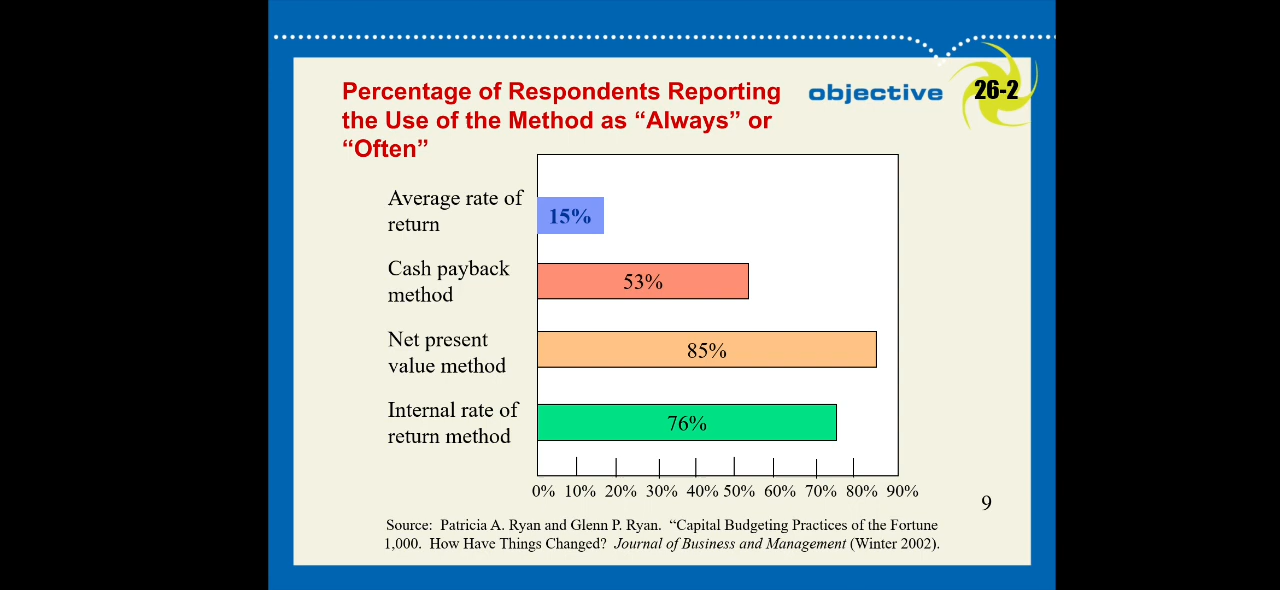 Percentage of Respondents Reporting
the Use of the Method as “Always” or
“Often”
objective
26-2
Average rate of
return
15%
Cash payback
method
53%
Net present
value method
85%
Internal rate of
return method
76%
0% 10% 20% 30% 40% 50% 60% 70% 80% 90%
9
Source: Patricia A. Ryan and Glenn P. Ryan. “Capital Budgeting Practices of the Fortune
1,000. How Have Things Changed? Journal of Business and Management (Winter 2002).